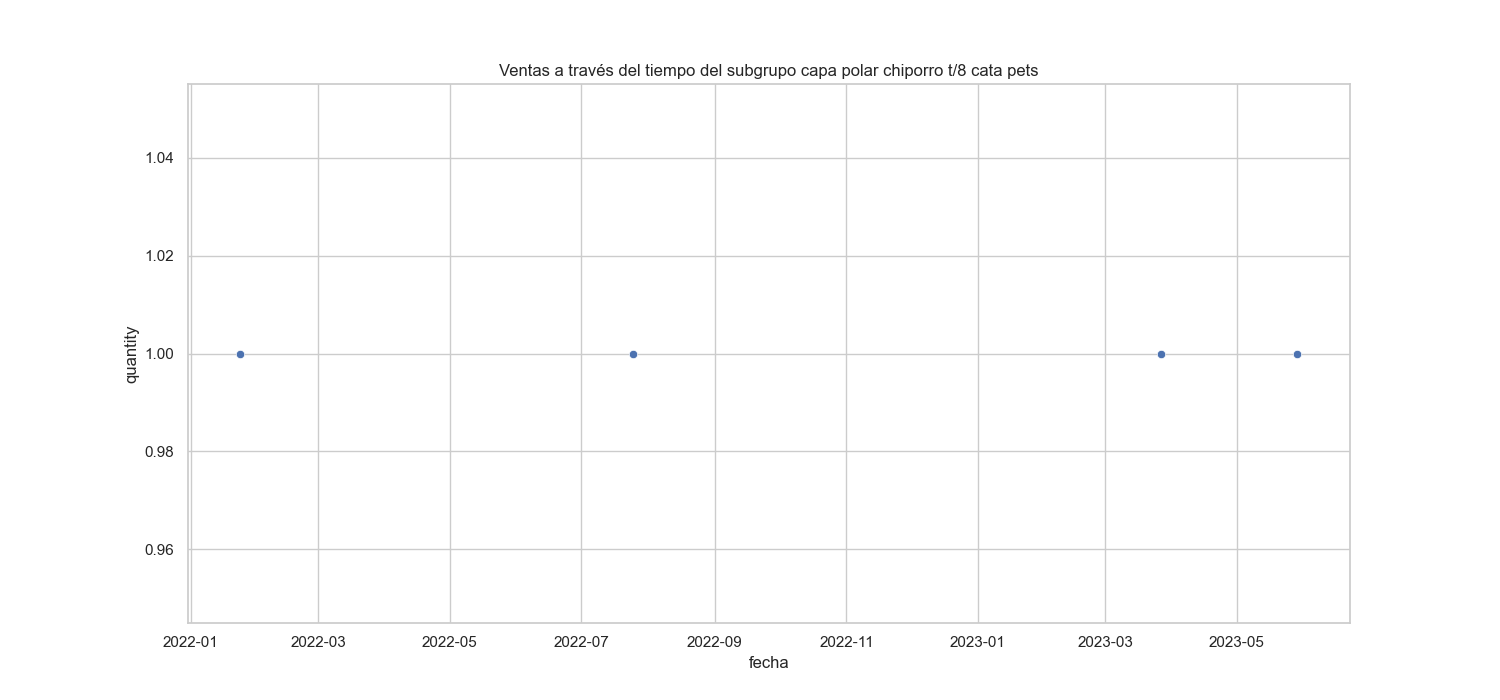 Ventas a través del tiempo del subgrupo capa polar chiporro t/8 cata pets
1.04
1.02
1.00
0.98
0.96
quantity
2022-01 2022-03 2022-05 2022-07 2022-09 2022-11 2023-01 2023-03 2023-05
fecha